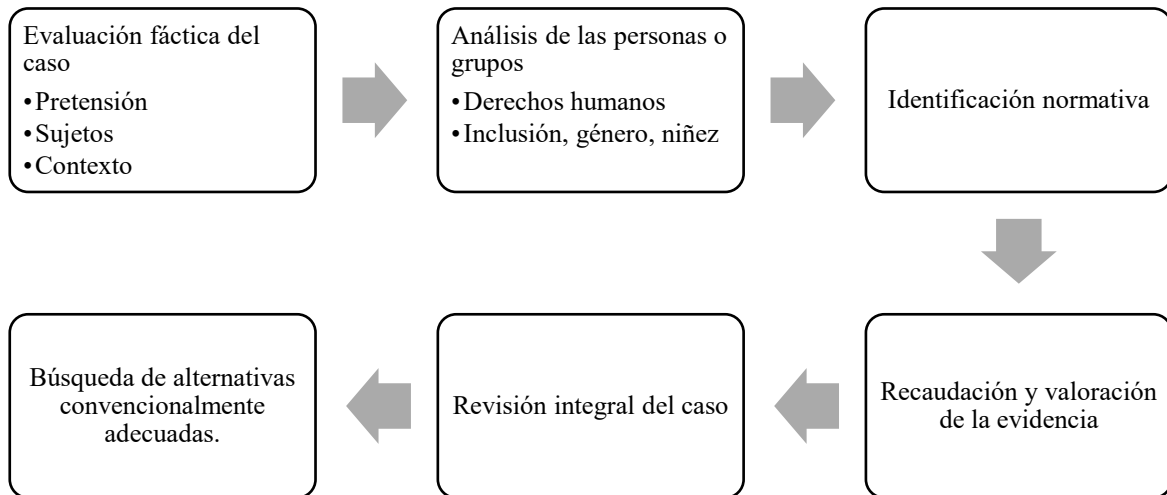 Evaluación fáctica del
caso
•Pretensión
•Sujetos
•Contexto
Análisis de las personas o
grupos
•Derechos humanos
•Inclusión, género, niñez
Identificación normativa
Recaudación y valoración
de la evidencia
Revisión integral del caso
Búsqueda de alternativas
convencionalmente
adecuadas.